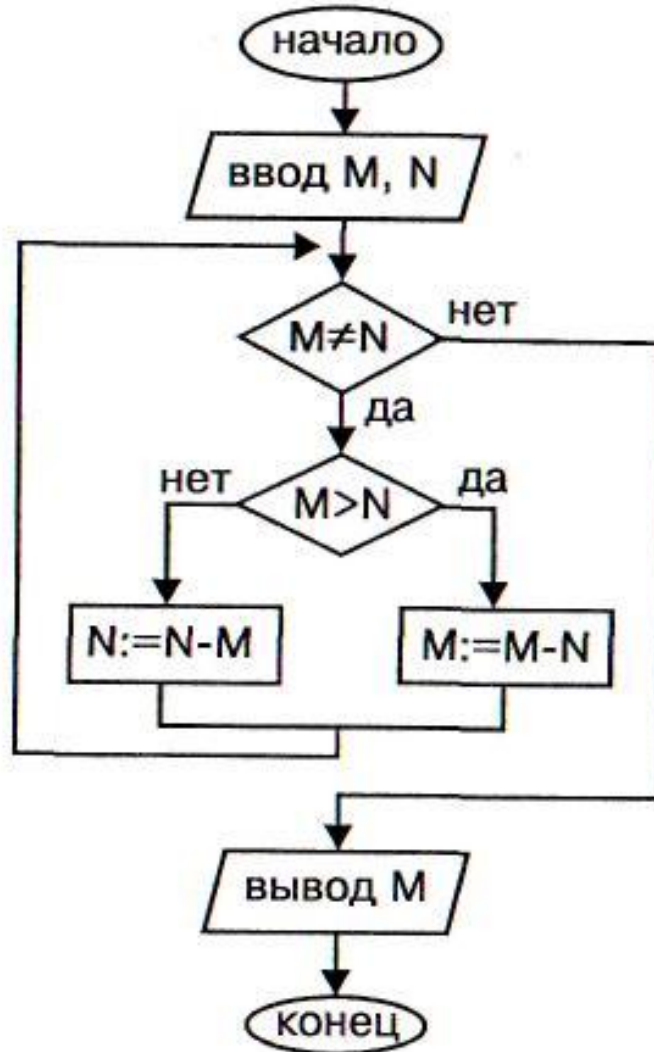 начало
ввод M, N
M≠N
нет
да
нет
M>N
да
N:=N-M
M:=M-N
вывод M
конец